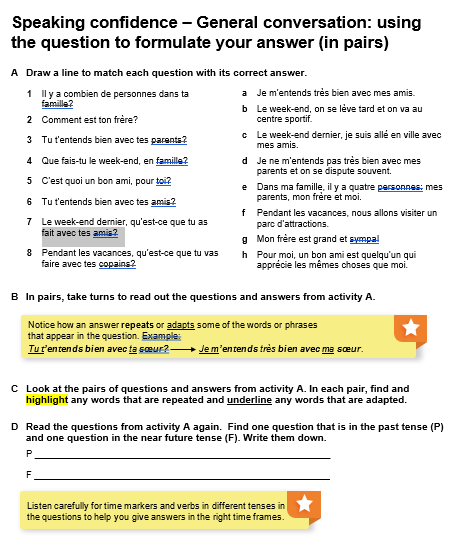 Speaking confidence – General conversation: using
the question to formulate your answer (in pairs)
A Draw a line to match each question with its correct answer.
1 Il y a combien de personnes dans ta
famille?
2 Comment est ton frère?
3 Tu t'entends bien avec tes parents?
4 Que fais-tu le week-end, en famille?
5 C'est quoi un bon ami, pour toi?
6 Tu t'entends bien avec tes amis?
7 Le week-end dernier, qu'est-ce que tu as
fait avec tes amis?
8 Pendant les vacances, qu'est-ce que tu vas
faire avec tes copains?
a Je m'entends très bien avec mes amis.
b Le week-end, on se lève tard et on va au
centre sportif.
c Le week-end dernier, je suis allé en ville avec
mes amis.
d Je ne m'entends pas très bien avec mes
parents et on se dispute souvent.
e Dans ma famille, il y a quatre personnes: mes
parents, mon frère et moi.
f Pendant les vacances, nous allons visiter un
parc d'attractions.
g Mon frère est grand et sympa!
h Pour moi, un bon ami est quelqu'un qui
apprécie les mêmes choses que moi.
B In pairs, take turns to read out the questions and answers from activity A.
Notice how an answer repeats or adapts some of the words or phrases
that appear in the question. Example:
Tu t'entends bien avec ta sœur? → Je m'entends très bien avec ma sœur.
C Look at the pairs of questions and answers from activity A. In each pair, find and
highlight any words that are repeated and underline any words that are adapted.
D Read the questions from activity A again. Find one question that is in the past tense (P)
and one question in the near future tense (F). Write them down.
P
F
Listen carefully for time markers and verbs in different tenses in
the questions to help you give answers in the right time frames.